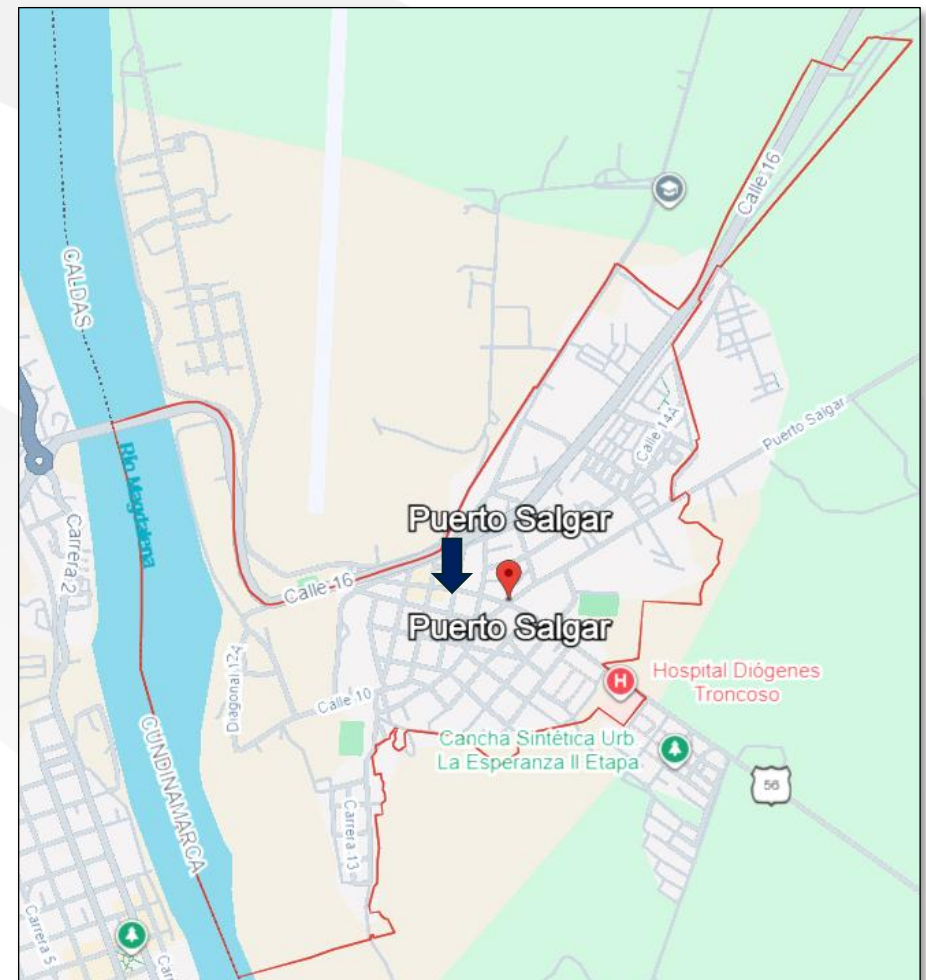 Calle 16
CALDAS
Río Magdalena
Calle 14A
Puerto Salgar
Carrera 2
Puerto Salgar
Calle 16
Puerto Salgar
Diagonal 12A
Calle 10
H
Hospital Diógenes
Troncoso
Cancha Sintética Urb
La Esperanza II Etapa
56
CUNDINAMARCA
Carrera 13
Carrera 5